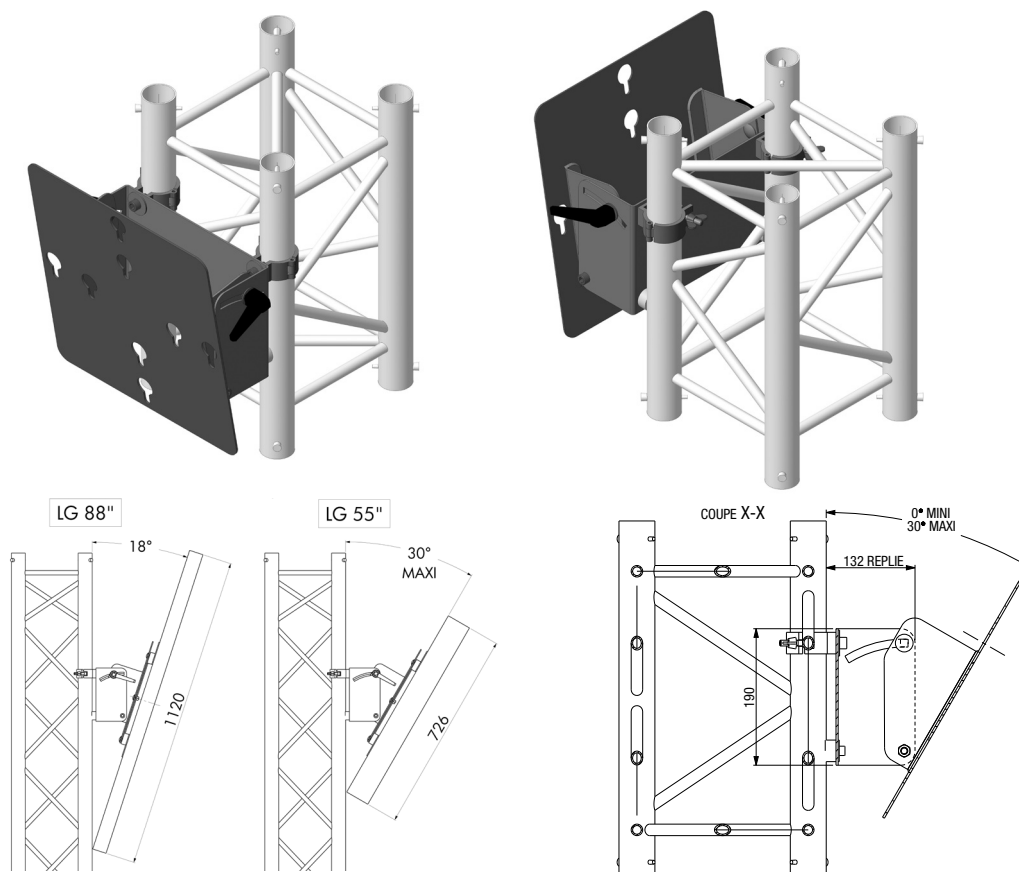 LG 88"
18°
1120
LG 55"
30°
MAXI
726
COUPE X-X
0° MINI
30° MAXI
132 REPLIE
190